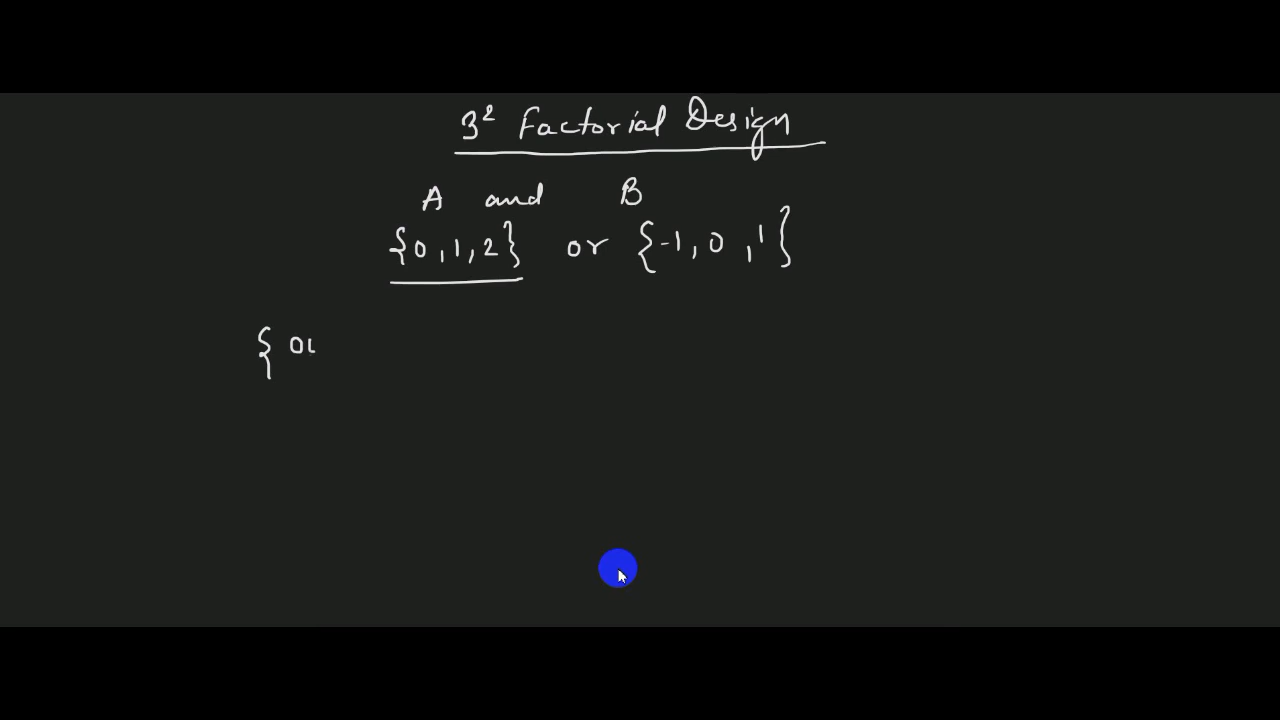 3² Factorial Design
A and B
{0,1,2} or {-1,0,1}
{ 0